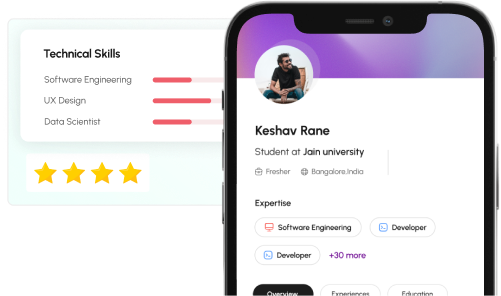 Technical Skills
Software Engineering
UX Design
Data Scientist
Keshav Rane
Student at Jain university
Fresher Bangalore.India
Expertise
Software Engineering Developer
Developer +30 more
Overview Experiences Education